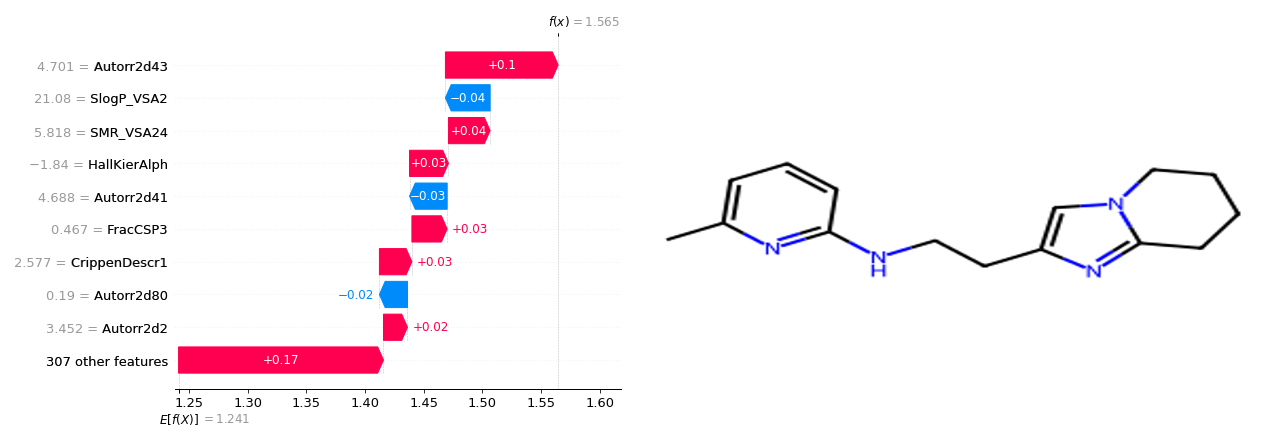 f(x) = 1.565
4.701 = Autorr2d43
+0.1
21.08 = SlogP_VSA2
−0.04
5.818 = SMR_VSA24
+0.04
−1.84 = HallKierAlph
+0.03
4.688 = Autorr2d41
−0.03
0.467 = FracCSP3
+0.03
2.577 = CrippenDescr1
+0.03
0.19 = Autorr2d80
−0.02
3.452 = Autorr2d2
+0.02
307 other features
+0.17
1.25 1.30 1.35 1.40 1.45 1.50 1.55 1.60
E[f(X)] = 1.241
N
N
H
N
N